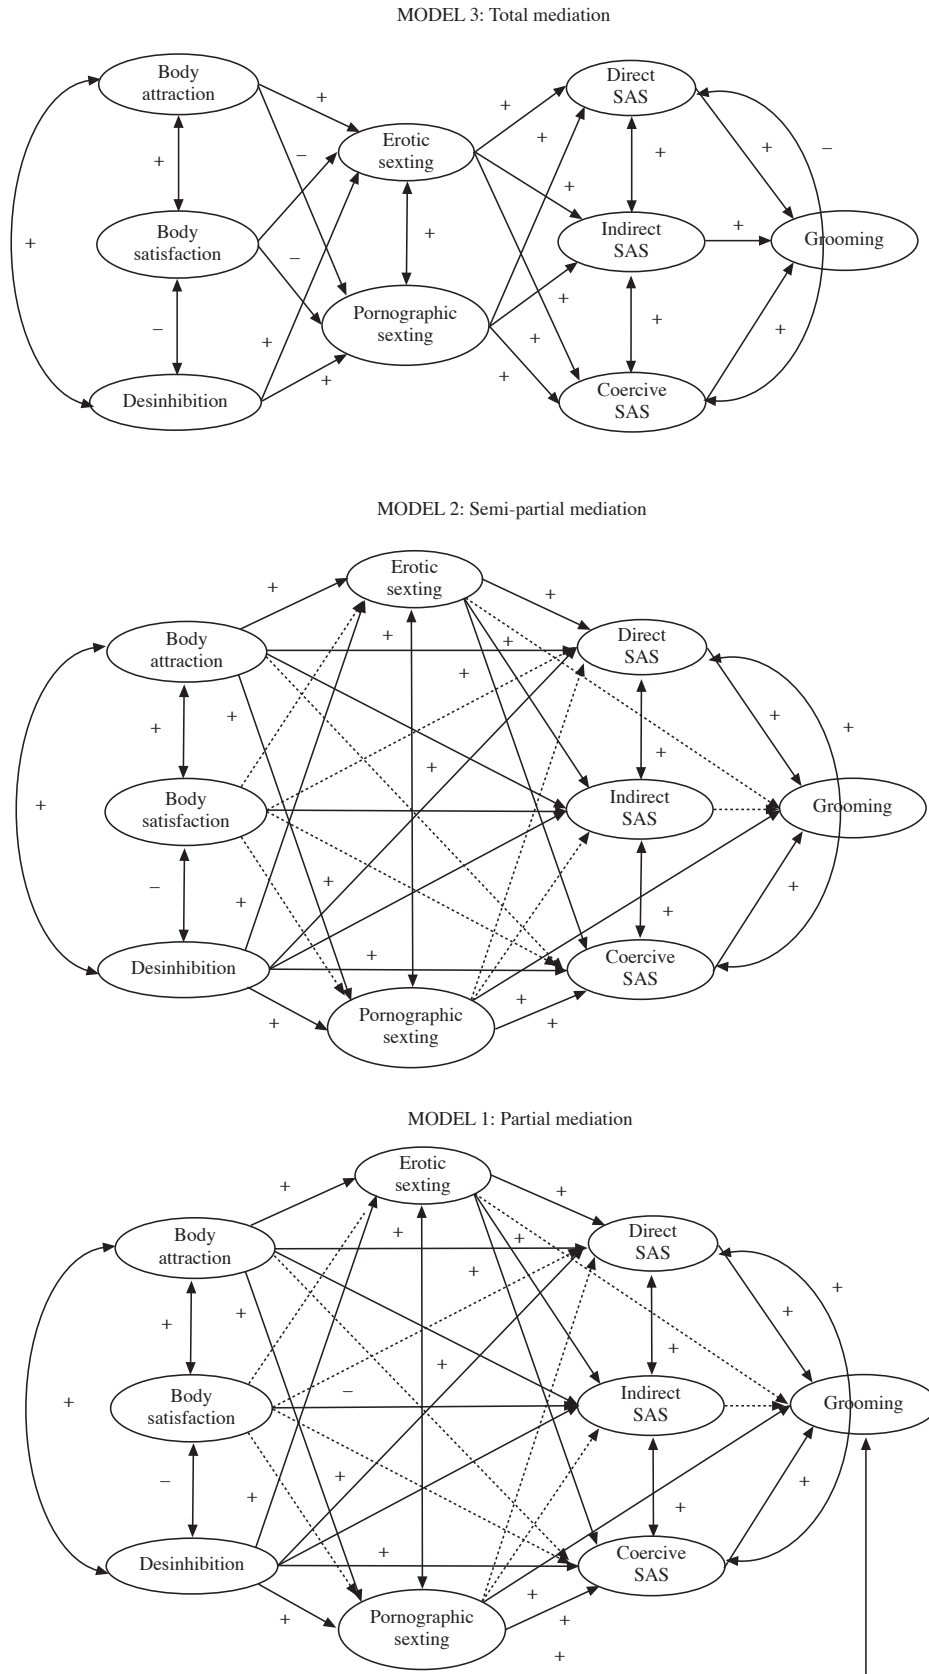 MODEL 3: Total mediation
Body
attraction
Direct
SAS
+
+
+
–
Erotic
sexting
+
+
+
–
+
Body
satisfaction
+
+
Indirect
SAS
+
Grooming
–
+
Pornographic
sexting
+
–
+
+
+
+
+
+
Desinhibition
Coercive
SAS
MODEL 2: Semi-partial mediation
Erotic
sexting
+
+
Body
attraction
+
+
Direct
SAS
+
+
+
+
+
+
+
+
Body
satisfaction
Indirect
SAS
Grooming
–
+
+
+
+
Desinhibition
+
Coercive
SAS
+
Pornographic
sexting
+
+
MODEL 1: Partial mediation
Erotic
sexting
+
+
Body
attraction
+
+
Direct
SAS
+
+
+
+
+
+
+
–
+
Body
satisfaction
Indirect
SAS
Grooming
–
+
+
+
+
Desinhibition
+
Coercive
SAS
+
Pornographic
sexting
+
+
+